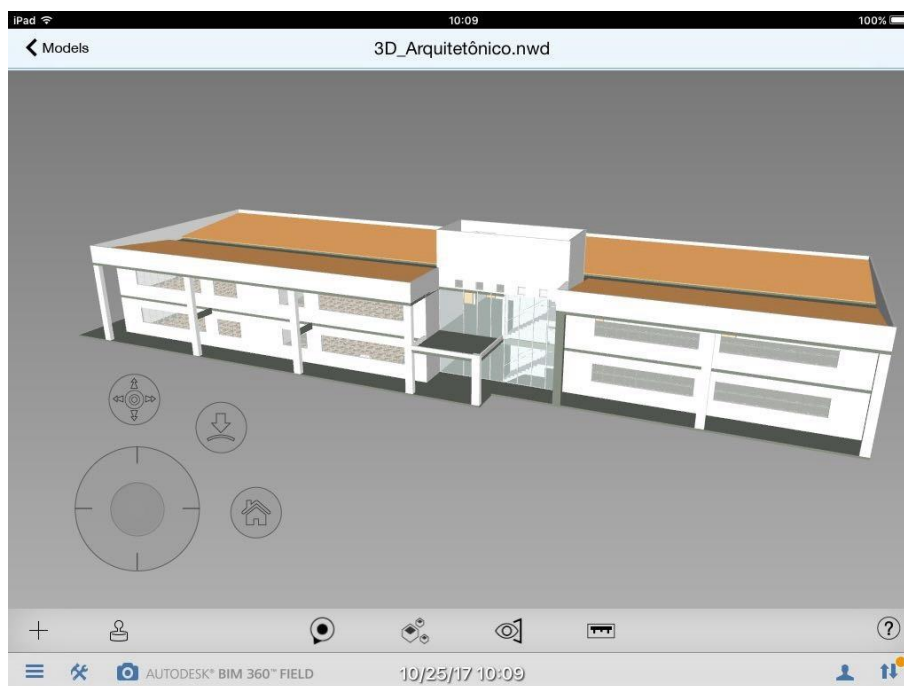 iPad 10:09 100%
Models 3D_Arquitetônico.nwd
?
AUTODESK® BIM 360™ FIELD 10/25/17 10:09